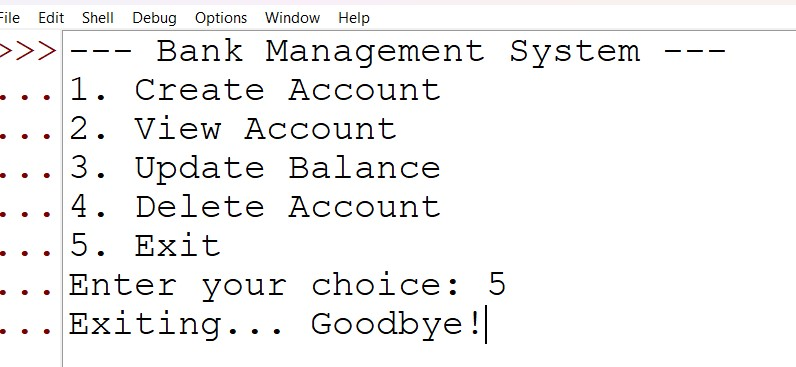 File Edit Shell Debug Options Window Help
>>> --- Bank Management System ---
... 1. Create Account
... 2. View Account
... 3. Update Balance
... 4. Delete Account
... 5. Exit
... Enter your choice: 5
... Exiting... Goodbye!